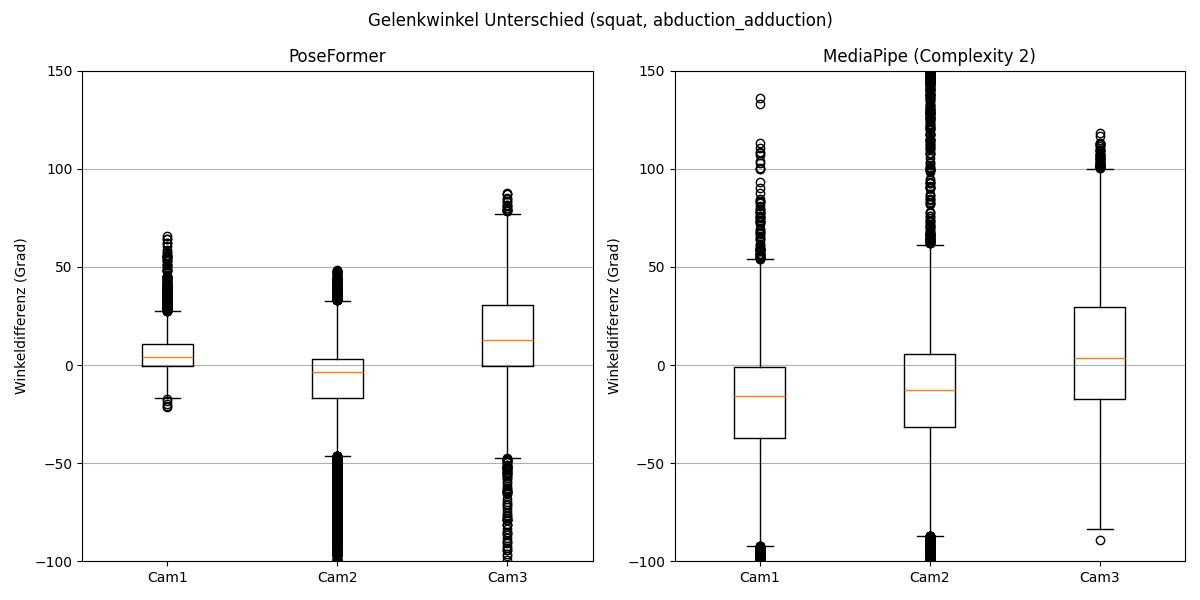 Gelenkwinkel Unterschied (squat, abduction_adduction)
PoseFormer
Winkeldifferenz (Grad)
150
100
50
0
−50
−100
Cam1 Cam2 Cam3
MediaPipe (Complexity 2)
Winkeldifferenz (Grad)
150
100
50
0
−50
−100
Cam1 Cam2 Cam3